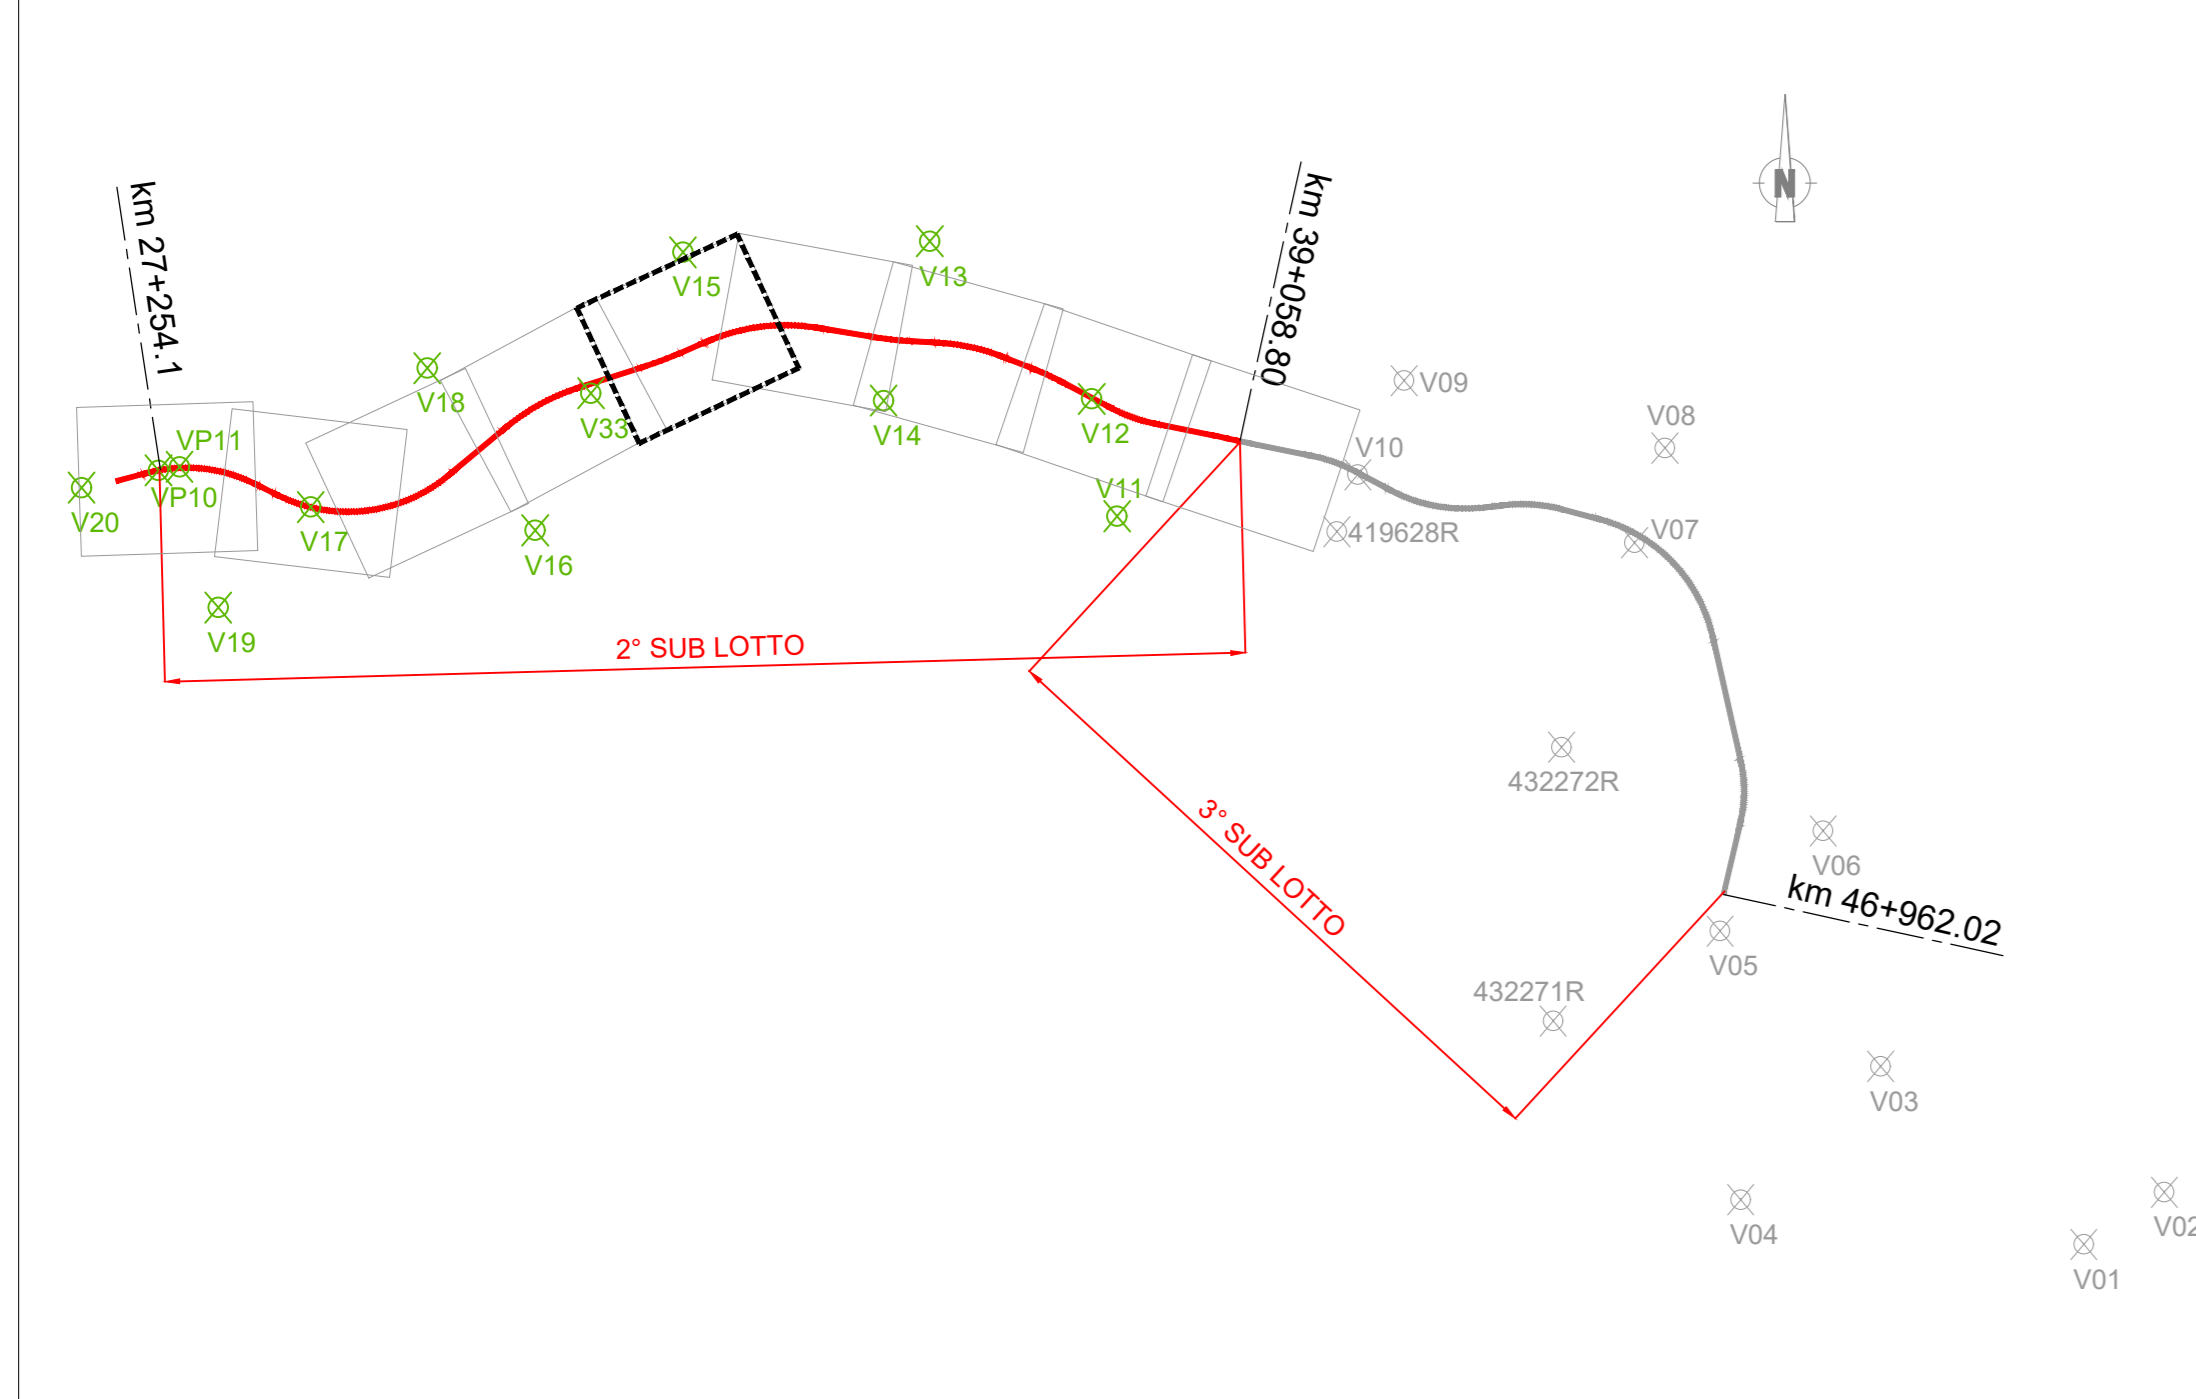 km 27+254.1
km 39+058.80
N
V15
V13
V18
V33
V09
V08
VP11
V14
V12
V10
VP10
V20
V17
V11
V16
419628R
V07
V19
2° SUB LOTTO
432272R
3° SUB LOTTO
V06
km 46+962.02
V05
432271R
V03
V04
V02
V01